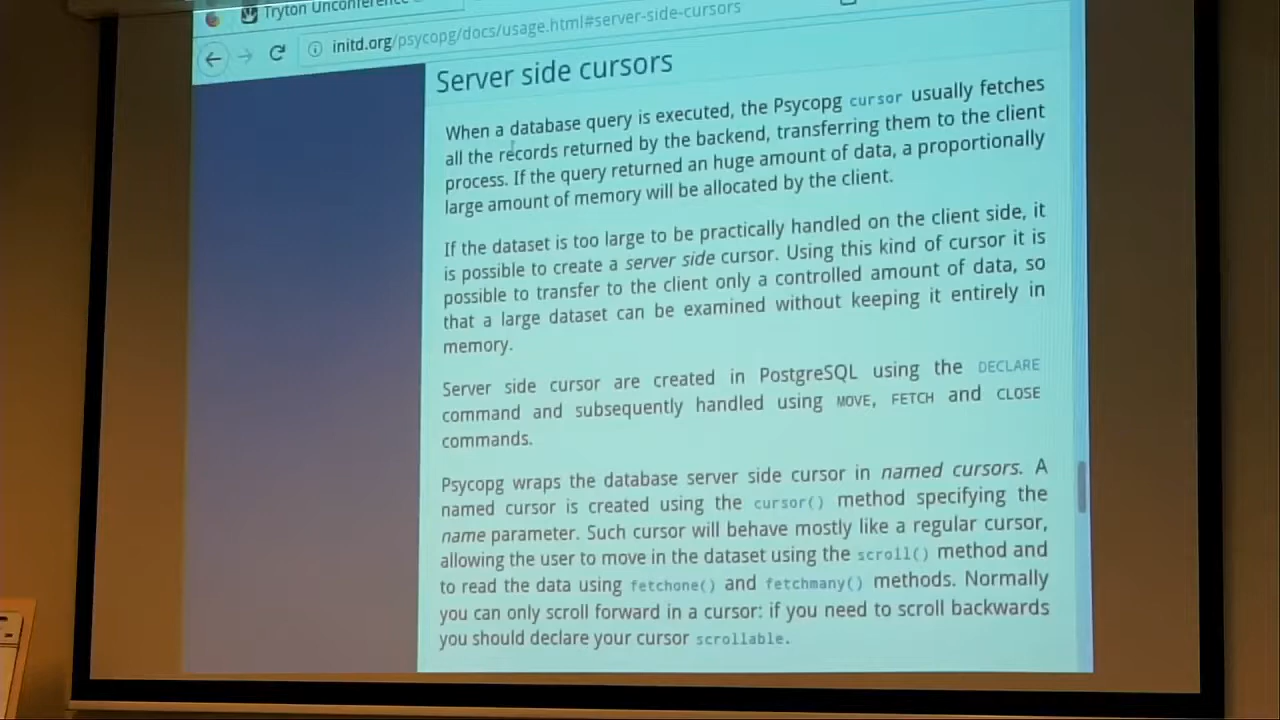 Tryton Unconference
initd.org/psycopg/docs/usage.html#server-side-cursors
Server side cursors
When a database query is executed, the Psycopg cursor usually fetches
all the records returned by the backend, transferring them to the client
process. If the query returned an huge amount of data, a proportionally
large amount of memory will be allocated by the client.
If the dataset is too large to be practically handled on the client side, it
is possible to create a server side cursor. Using this kind of cursor it is
possible to transfer to the client only a controlled amount of data, so
that a large dataset can be examined without keeping it entirely in
memory.
Server side cursor are created in PostgreSQL using the DECLARE
command and subsequently handled using MOVE, FETCH and CLOSE
commands.
Psycopg wraps the database server side cursor in named cursors. A
named cursor is created using the cursor() method specifying the
name parameter. Such cursor will behave mostly like a regular cursor,
allowing the user to move in the dataset using the scroll() method and
to read the data using fetchone() and fetchmany() methods. Normally
you can only scroll forward in a cursor: if you need to scroll backwards
you should declare your cursor scrollable.